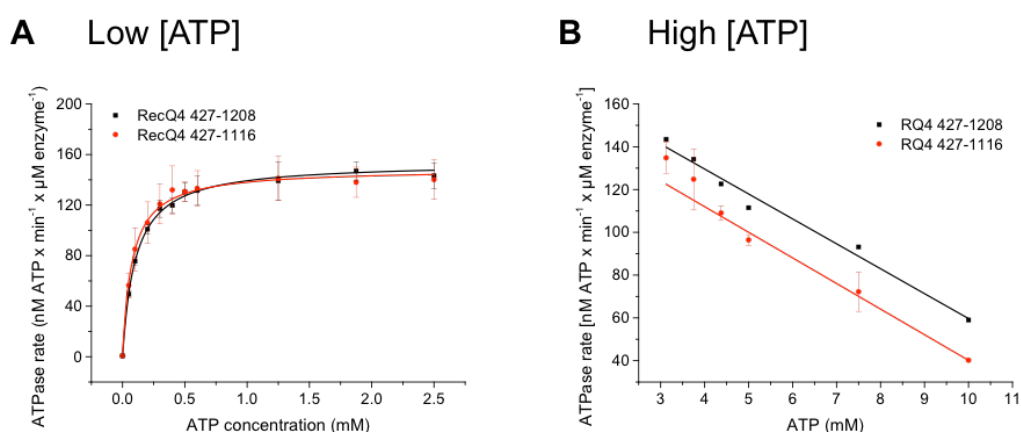 A Low [ATP]
ATPase rate (nM ATP x min⁻¹ x µM enzyme⁻¹)
200
160
120
80
40
0
RecQ4 427-1208
RecQ4 427-1116
0.0 0.5 1.0 1.5 2.0 2.5
ATP concentration (mM)
B High [ATP]
ATPase rate [nM ATP x min⁻¹ x µM enzyme⁻¹]
160
140
120
100
80
60
40
RQ4 427-1208
RQ4 427-1116
3 4 5 6 7 8 9 10 11
ATP (mM)